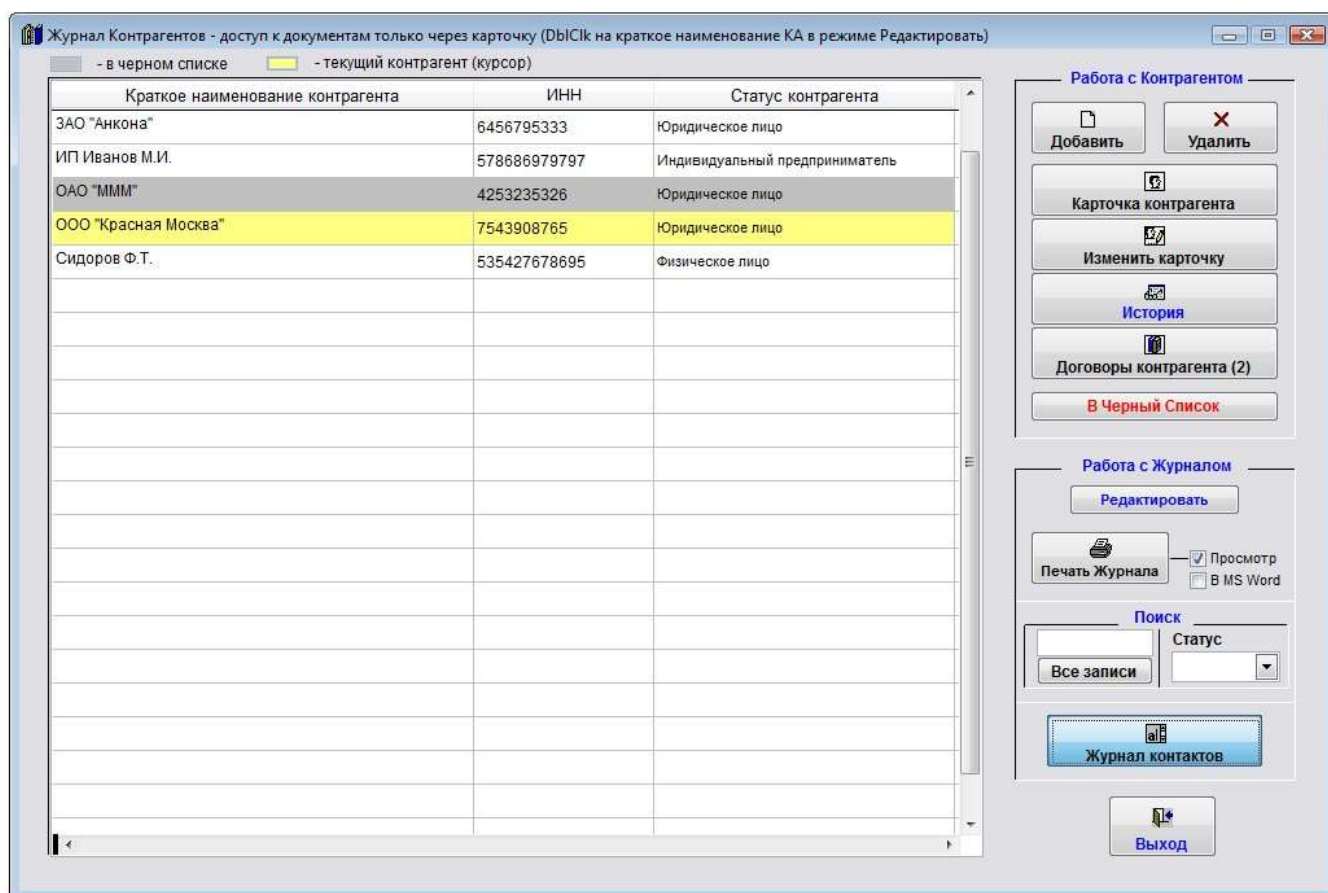 Журнал Контрагентов - доступ к документам только через карточку (DblClk на краткое наименование КА в режиме Редактировать)
- в черном списке - текущий контрагент (курсор)
Краткое наименование контрагента ИНН Статус контрагента
ЗАО "Анкона" 6456795333 Юридическое лицо
ИП Иванов М.И. 578686979797 Индивидуальный предприниматель
ОАО "МММ" 4253235326 Юридическое лицо
ООО "Красная Москва" 7543908765 Юридическое лицо
Сидоров Ф.Т. 535427678695 Физическое лицо
Работа с Контрагентом
Добавить Удалить
Карточка контрагента
Изменить карточку
История
Договоры контрагента (2)
В Черный Список
Работа с Журналом
Редактировать
Печать Журнала
Просмотр
В MS Word
Поиск
Статус
Все записи
Журнал контактов
Выход